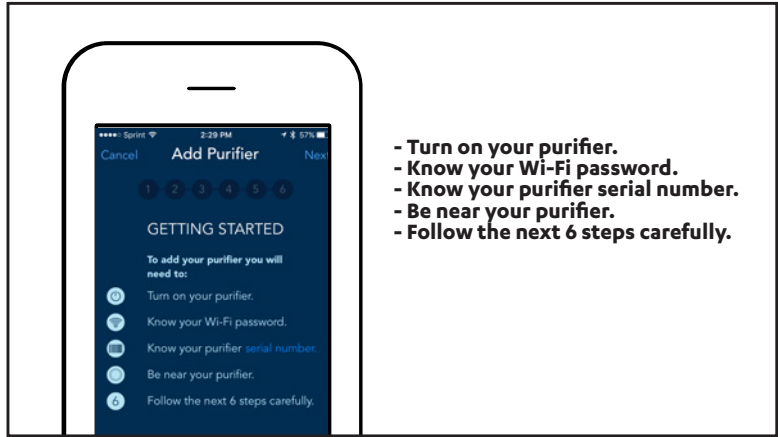 Sprint 2:29 PM 57%
Cancel Add Purifier Next
1 2 3 4 5 6
GETTING STARTED
To add your purifier you will
need to:
Turn on your purifier.
Know your Wi-Fi password.
Know your purifier serial number.
Be near your purifier.
6 Follow the next 6 steps carefully.
- Turn on your purifier.
- Know your Wi-Fi password.
- Know your purifier serial number.
- Be near your purifier.
- Follow the next 6 steps carefully.